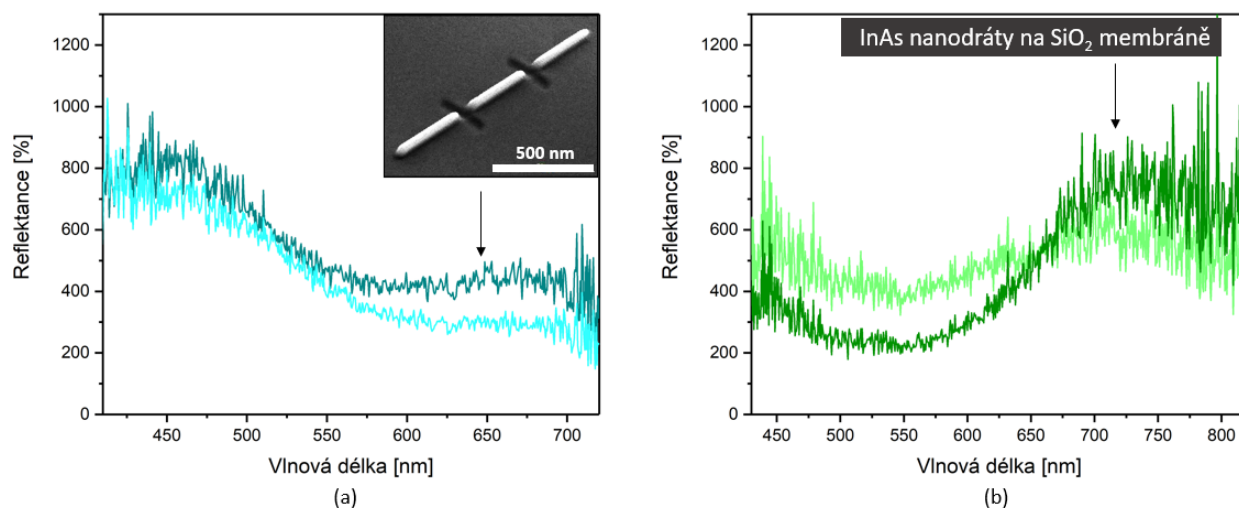 1200
1000
800
600
400
200
0
Reflektance [%]
500 nm
450 500 550 600 650 700
Vlnová délka [nm]
(a)
InAs nanodráty na SiO₂ membráně
1200
1000
800
600
400
200
0
Reflektance [%]
450 500 550 600 650 700 750 800
Vlnová délka [nm]
(b)